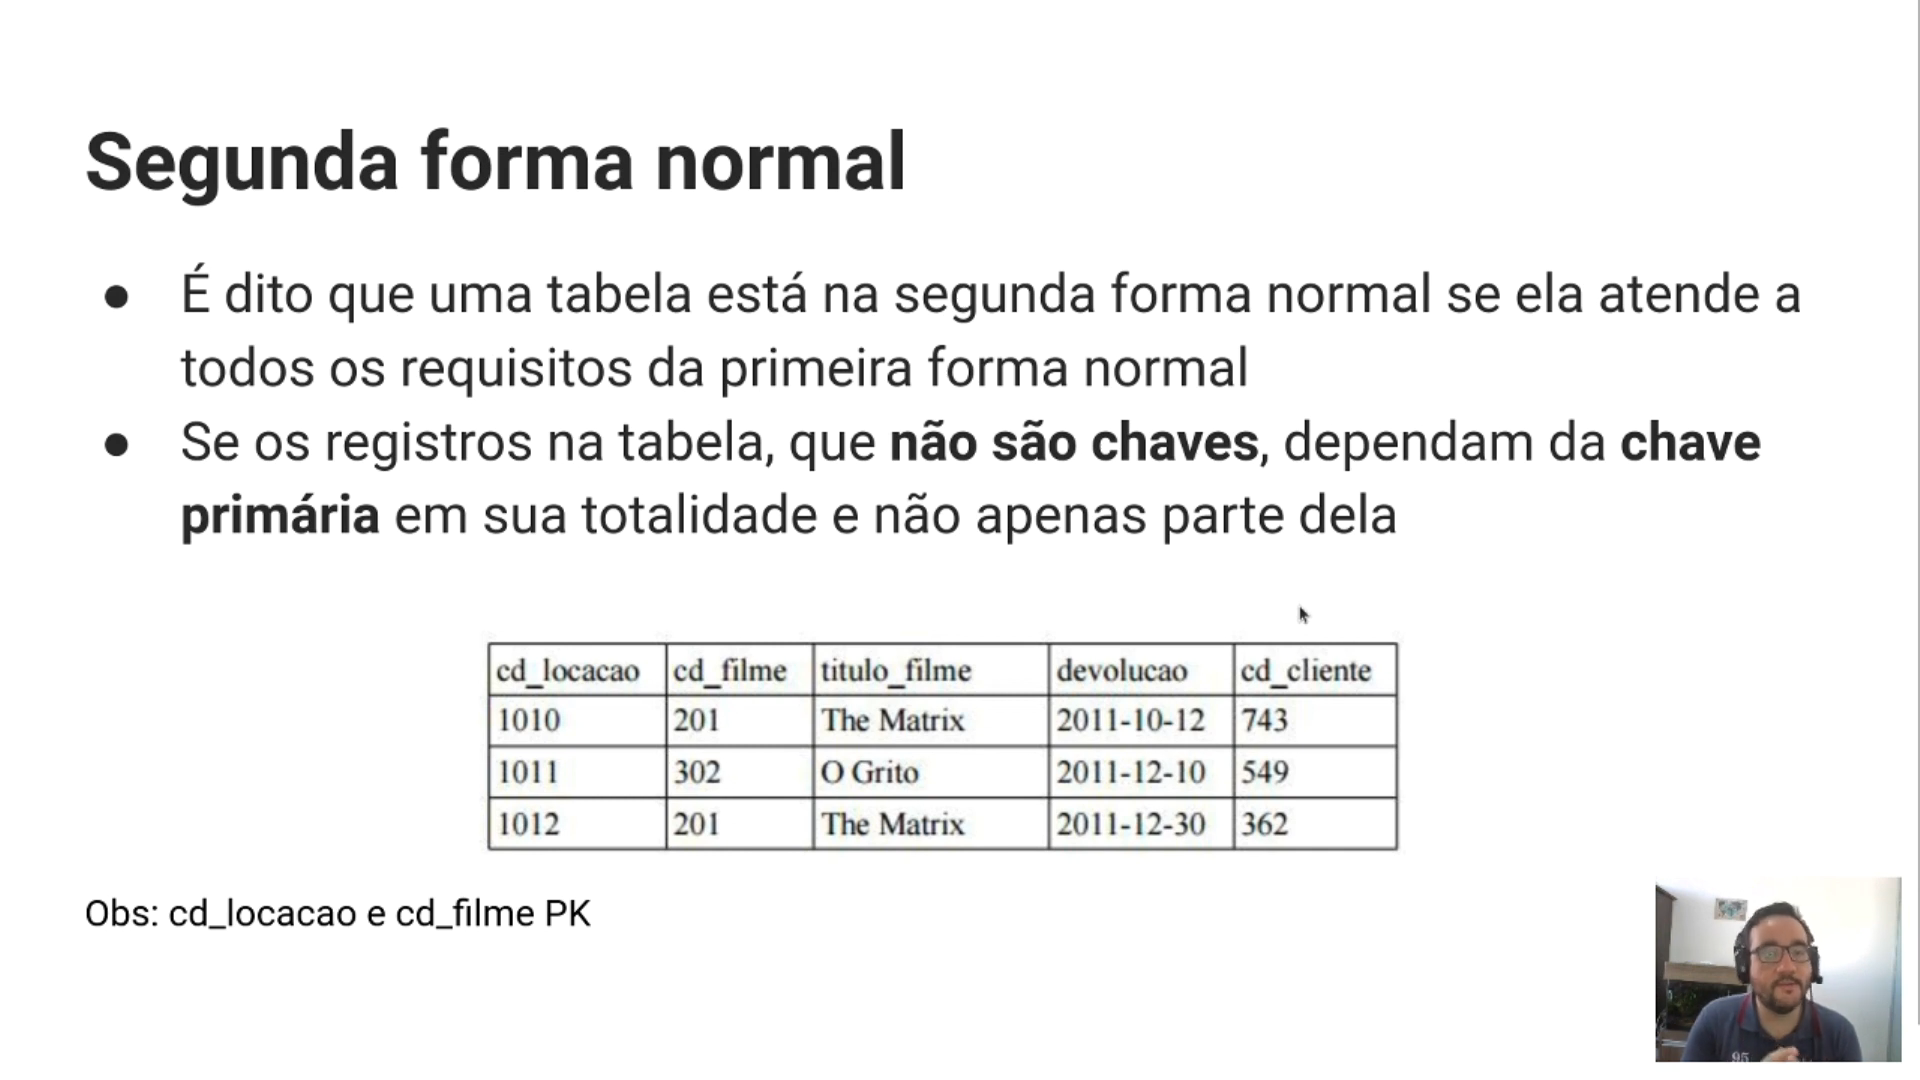 Segunda forma normal
● É dito que uma tabela está na segunda forma normal se ela atende a
todos os requisitos da primeira forma normal
● Se os registros na tabela, que não são chaves, dependam da chave
primária em sua totalidade e não apenas parte dela
cd_locacao cd_filme titulo_filme devolucao cd_cliente
1010 201 The Matrix 2011-10-12 743
1011 302 O Grito 2011-12-10 549
1012 201 The Matrix 2011-12-30 362
Obs: cd_locacao e cd_filme PK
95